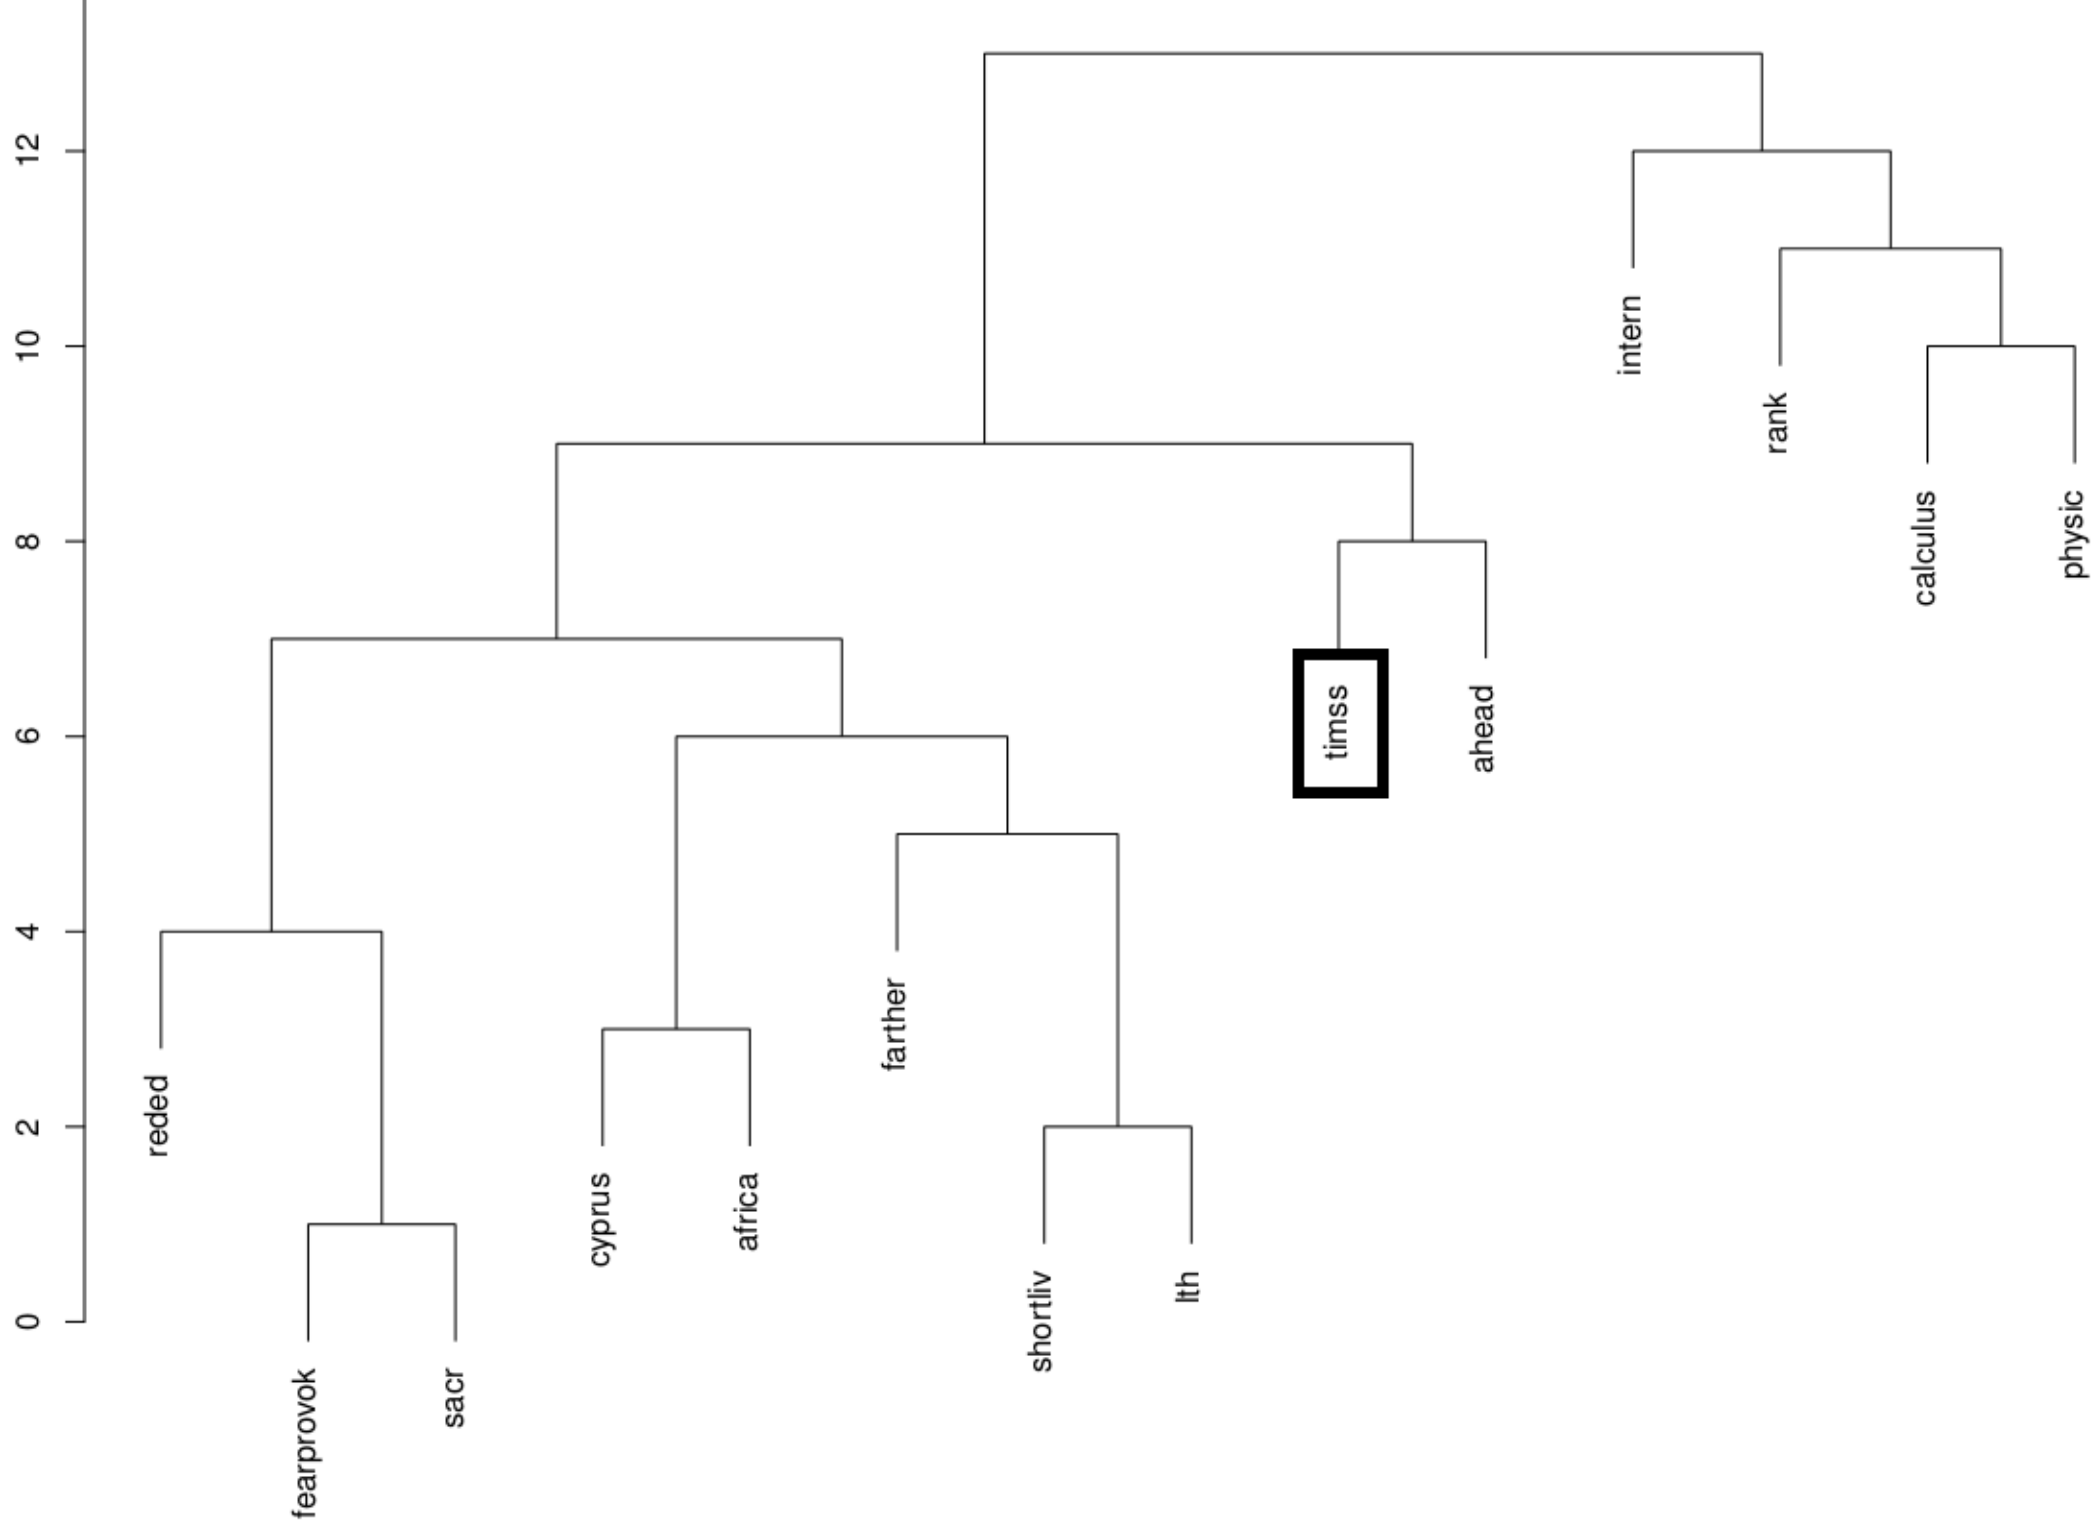 12
10
8
6
4
2
0
intern
rank
calculus
physic
timss
ahead
farther
reded
cyprus
africa
shortliv
lth
fearprovok
sacr